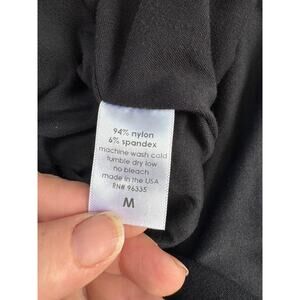 94% nylon
6% spandex
machine wash cold
tumble dry low
no bleach
made in the USA
RN# 96335
M